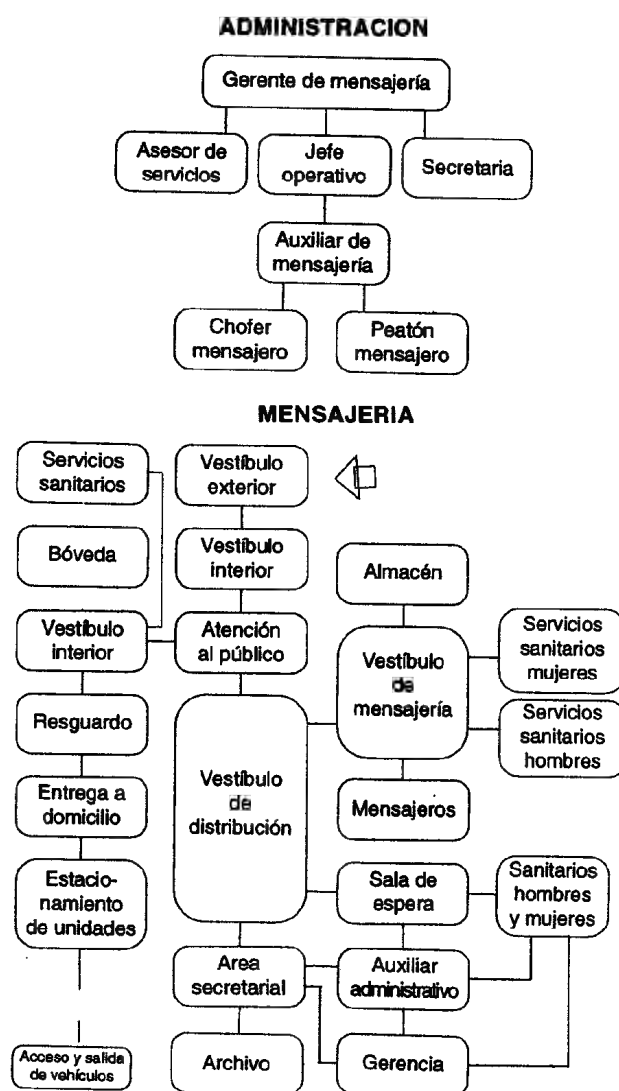 ADMINISTRACION
Gerente de mensajería
Asesor de
servicios
Jefe
operativo
Secretaria
Auxiliar de
mensajería
Chofer
mensajero
Peatón
mensajero
MENSAJERIA
Servicios
sanitarios
Vestíbulo
exterior
Bóveda
Vestíbulo
interior
Almacén
Vestíbulo
interior
Atención
al público
Vestíbulo
de
mensajería
Servicios
sanitarios
mujeres
Servicios
sanitarios
hombres
Resguardo
Vestíbulo
de
distribución
Entrega a
domicilio
Mensajeros
Estacio-
namiento
de unidades
Sala de
espera
Sanitarios
hombres
y mujeres
Area
secretarial
Auxiliar
administrativo
Acceso y salida
de vehículos
Archivo
Gerencia